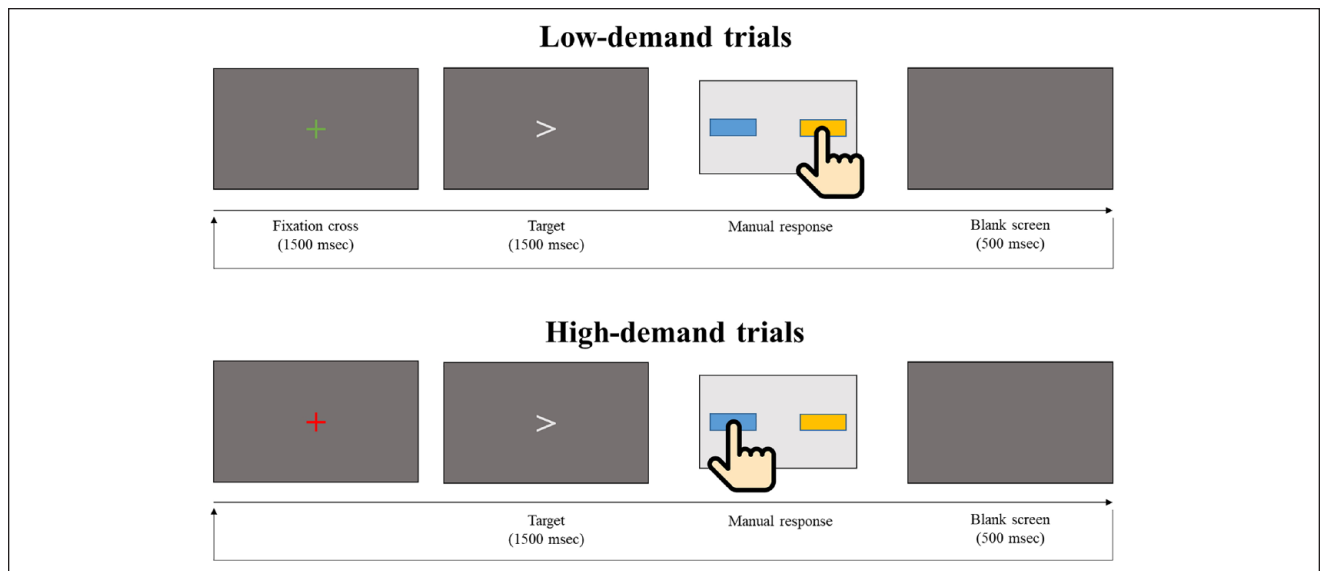 Low-demand trials
+
>
Fixation cross
(1500 msec)
Target
(1500 msec)
Manual response
Blank screen
(500 msec)
High-demand trials
+
>
Target
(1500 msec)
Manual response
Blank screen
(500 msec)